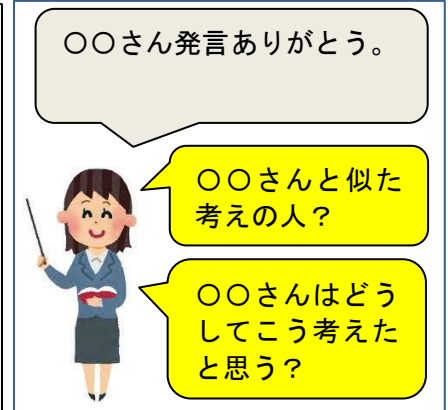 〇〇さん発言ありがとう。
〇〇さんと似た
考えの人？
〇〇さんはどう
してこう考えた
と思う？